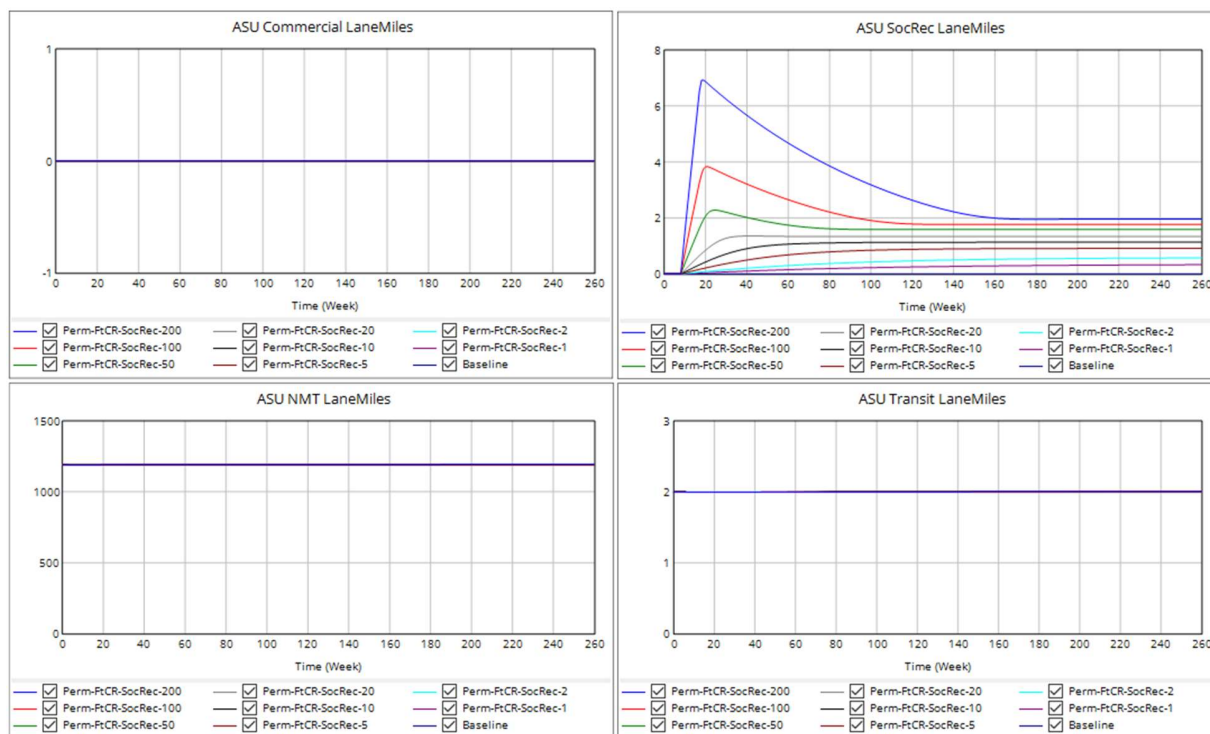 ASU Commercial LaneMiles
1
0
-1
0 20 40 60 80 100 120 140 160 180 200 220 240 260
Time (Week)
Perm-FtCR-SocRec-200 Perm-FtCR-SocRec-20 Perm-FtCR-SocRec-2
Perm-FtCR-SocRec-100 Perm-FtCR-SocRec-10 Perm-FtCR-SocRec-1
Perm-FtCR-SocRec-50 Perm-FtCR-SocRec-5 Baseline
ASU SocRec LaneMiles
8
6
4
2
0
0 20 40 60 80 100 120 140 160 180 200 220 240 260
Time (Week)
Perm-FtCR-SocRec-200 Perm-FtCR-SocRec-20 Perm-FtCR-SocRec-2
Perm-FtCR-SocRec-100 Perm-FtCR-SocRec-10 Perm-FtCR-SocRec-1
Perm-FtCR-SocRec-50 Perm-FtCR-SocRec-5 Baseline
ASU NMT LaneMiles
1500
1000
500
0
0 20 40 60 80 100 120 140 160 180 200 220 240 260
Time (Week)
Perm-FtCR-SocRec-200 Perm-FtCR-SocRec-20 Perm-FtCR-SocRec-2
Perm-FtCR-SocRec-100 Perm-FtCR-SocRec-10 Perm-FtCR-SocRec-1
Perm-FtCR-SocRec-50 Perm-FtCR-SocRec-5 Baseline
ASU Transit LaneMiles
3
2
1
0
0 20 40 60 80 100 120 140 160 180 200 220 240 260
Time (Week)
Perm-FtCR-SocRec-200 Perm-FtCR-SocRec-20 Perm-FtCR-SocRec-2
Perm-FtCR-SocRec-100 Perm-FtCR-SocRec-10 Perm-FtCR-SocRec-1
Perm-FtCR-SocRec-50 Perm-FtCR-SocRec-5 Baseline